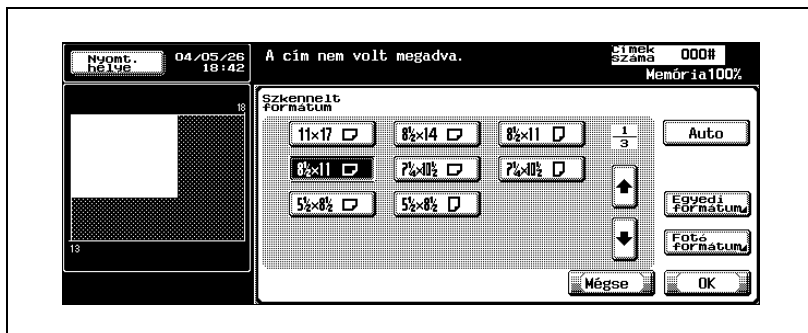 Nyomt.
helye
04/05/26
18:42
A cím nem volt megadva.
Címek
száma
000#
Memória100%
18
13
Szkennelt
formátum
11×17
8½×14
8½×11
1
3
Auto
8½×11
7¼×10½
7¼×10½
5½×8½
5½×8½
Egyedi
formátum
Fotó
formátum
Mégse
OK